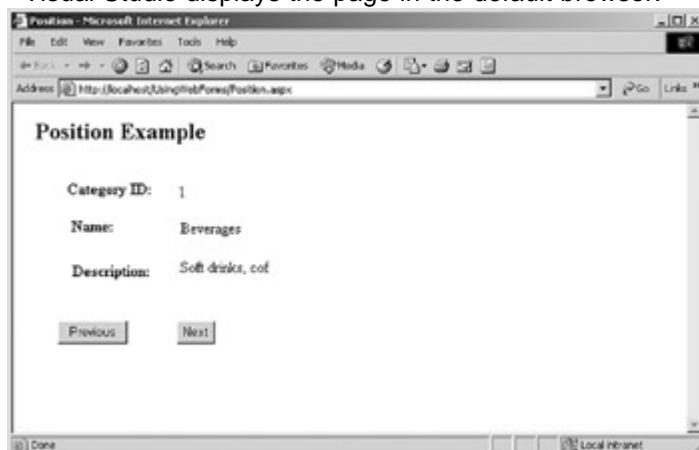 Visual Studio displays the page in the default browser.
Position - Microsoft Internet Explorer
File Edit View Favorites Tools Help
Back Search Favorites Media
Address http://localhost/UsingWebForms/Position.aspx Go Links »
Position Example
Category ID: 1
Name: Beverages
Description: Soft drinks, cof
Previous Next
Done Local intranet